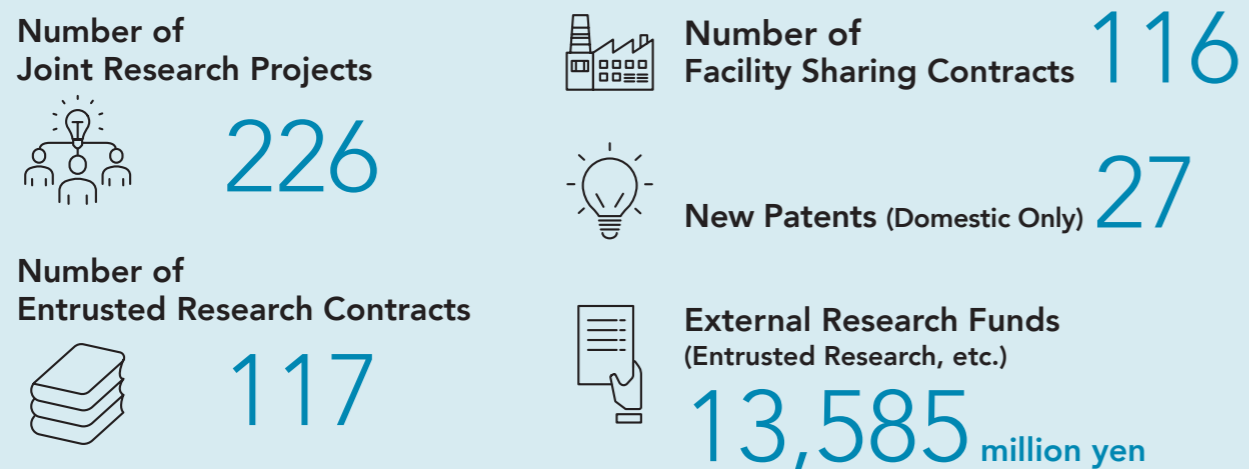 Number of
Joint Research Projects
226
Number of
Entrusted Research Contracts
117
Number of
Facility Sharing Contracts 116
New Patents (Domestic Only) 27
External Research Funds
(Entrusted Research, etc.)
13,585 million yen